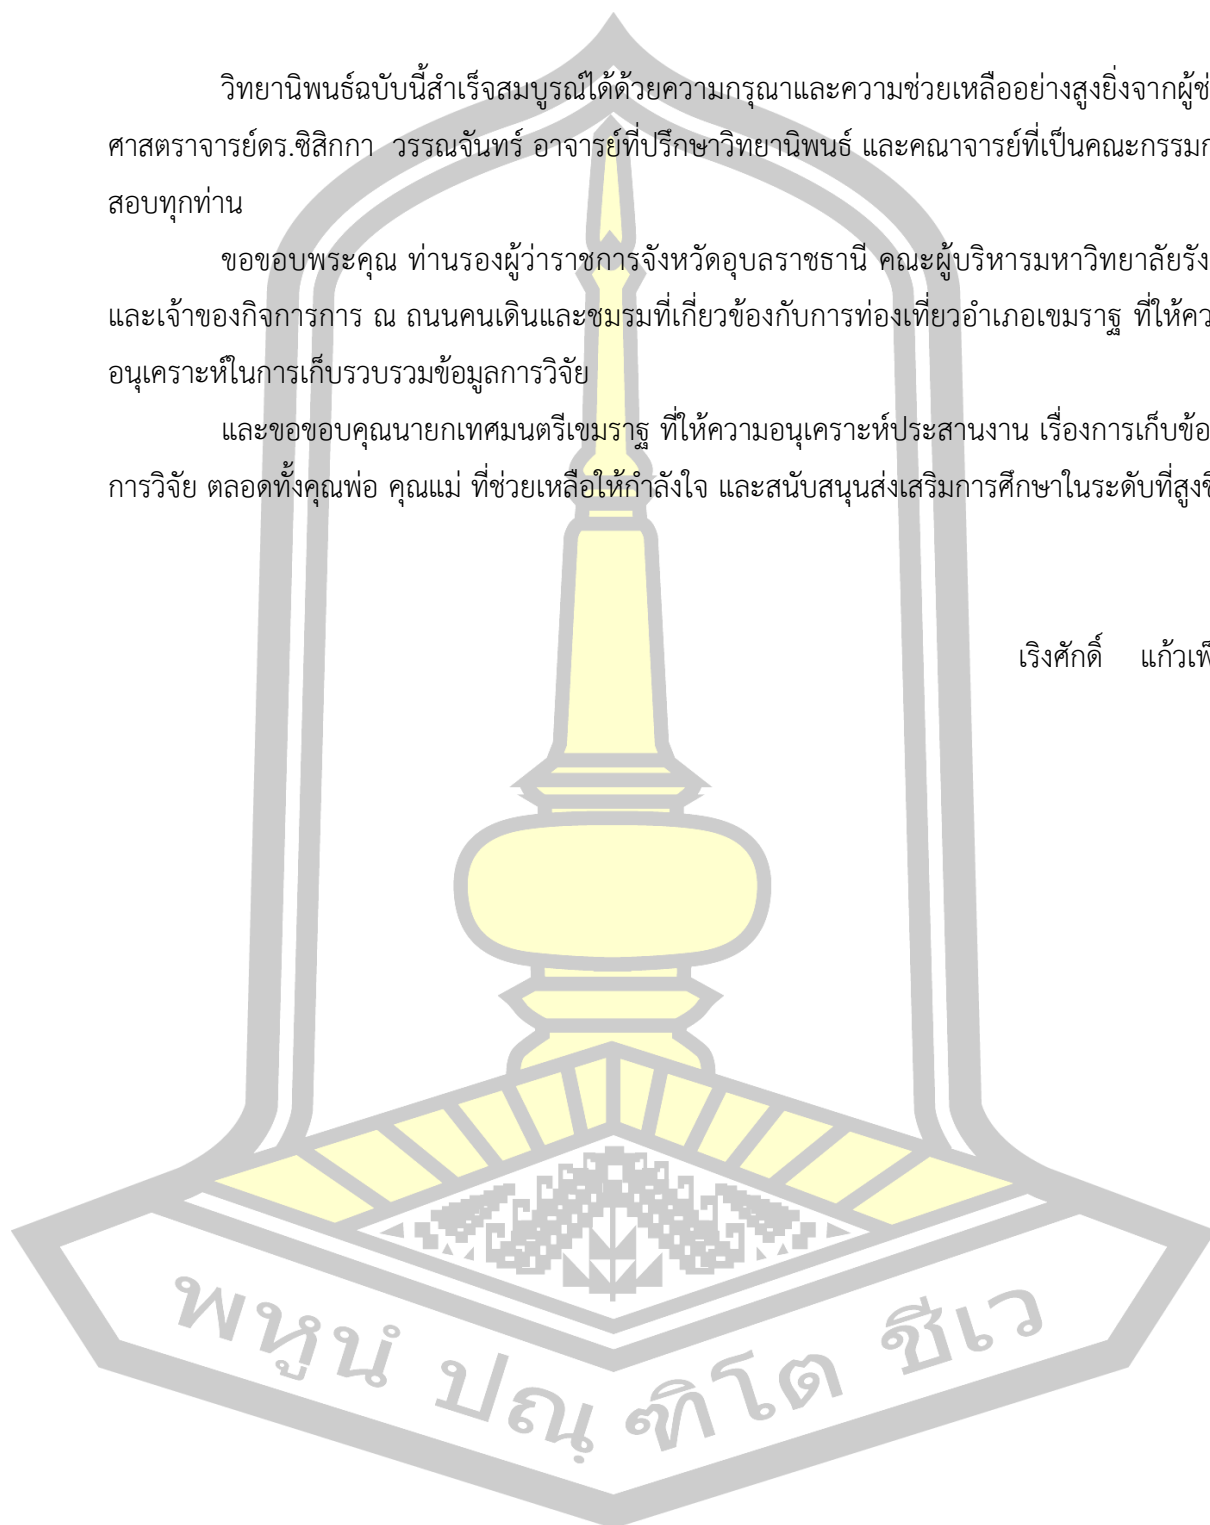 วิทยานิพนธ์ฉบับนี้สำเร็จสมบูรณ์ได้ด้วยความกรุณาและความช่วยเหลืออย่างสูงยิ่งจากผู้ช่
ศาสตราจารย์ดร.ซิสิกกา วรรณจันทร์ อาจารย์ที่ปรึกษาวิทยานิพนธ์ และคณาจารย์ที่เป็นคณะกรรมก
สอบทุกท่าน
ขอขอบพระคุณ ท่านรองผู้ว่าราชการจังหวัดอุบลราชธานี คณะผู้บริหารมหาวิทยาลัยรัง
และเจ้าของกิจการการ ณ ถนนคนเดินและชมรมที่เกี่ยวข้องกับการท่องเที่ยวอำเภอเขมราฐ ที่ให้คว
อนุเคราะห์ในการเก็บรวบรวมข้อมูลการวิจัย
และขอขอบคุณนายกเทศมนตรีเขมราฐ ที่ให้ความอนุเคราะห์ประสานงาน เรื่องการเก็บข้อ
การวิจัย ตลอดทั้งคุณพ่อ คุณแม่ ที่ช่วยเหลือให้กำลังใจ และสนับสนุนส่งเสริมการศึกษาในระดับที่สูง
เริงศักดิ์ แก้วเพ็
พหูนํ ปณฺ ฑิโต ชีเว